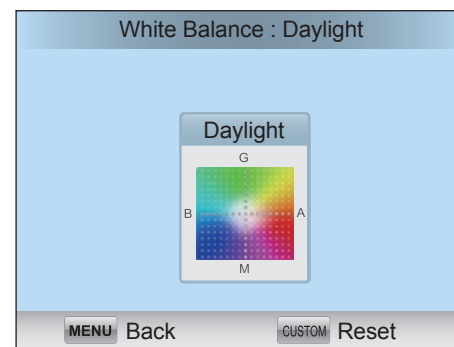 White Balance : Daylight
Daylight
G
B A
M
MENU Back CUSTOM Reset